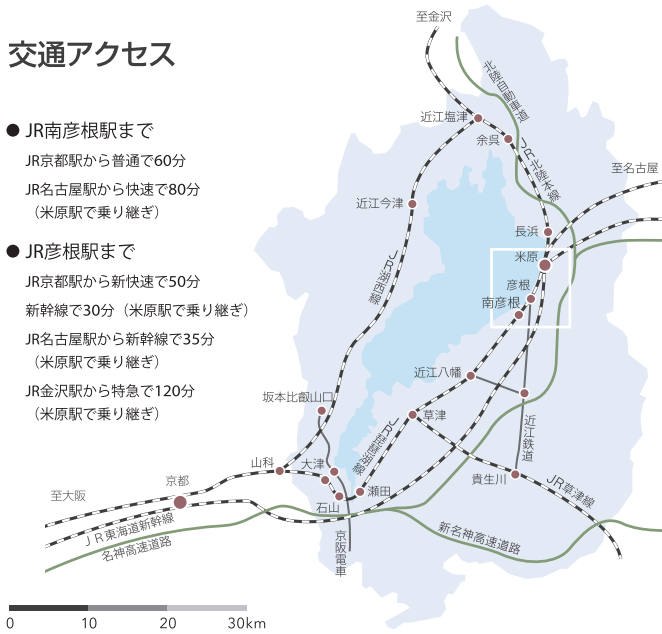 交通アクセス
● JR南彦根駅まで
JR京都駅から普通で60分
JR名古屋駅から快速で80分
（米原駅で乗り継ぎ）
● JR彦根駅まで
JR京都駅から新快速で50分
新幹線で30分（米原駅で乗り継ぎ）
JR名古屋駅から新幹線で35分
（米原駅で乗り継ぎ）
JR金沢駅から特急で120分
（米原駅で乗り継ぎ）
至金沢
北陸自動車道
近江塩津
余呉
JR北陸本線
至名古屋
近江今津
長浜
米原
JR湖西線
彦根
南彦根
近江八幡
坂本比叡山口
草津
近江鉄道
JR琵琶湖線
山科
大津
瀬田
貴生川
JR草津線
至大阪
京都
石山
JR東海道新幹線
名神高速道路
京阪電車
新名神高速道路
0 10 20 30km